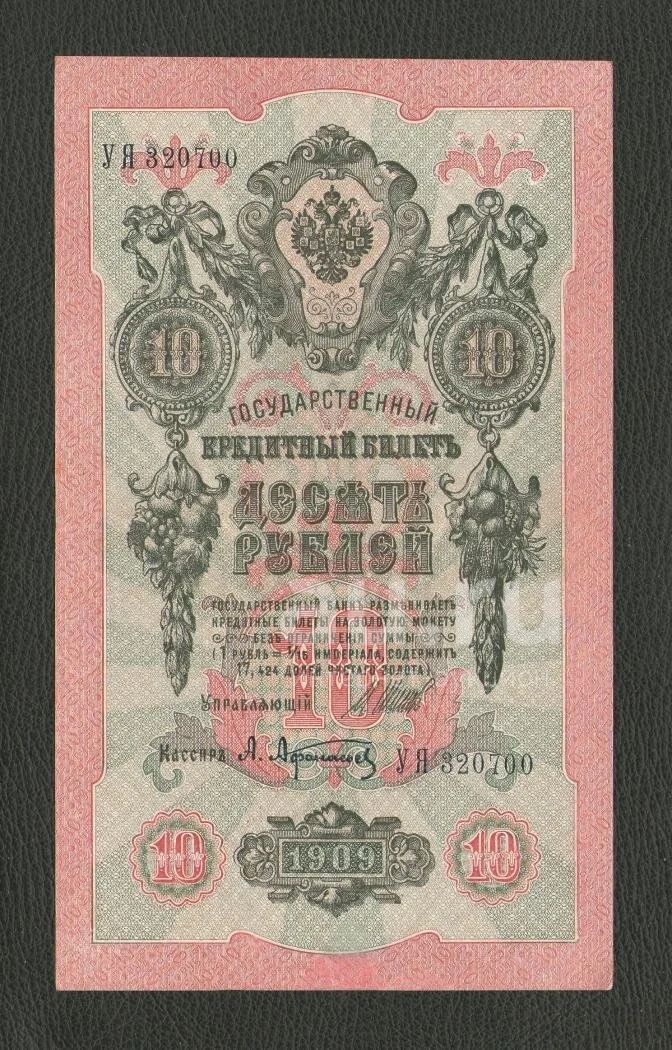 УЯ 320700
10 10
ГОСУДАРСТВЕННЫЙ
КРЕДИТНЫЙ БИЛЕТЪ
ДЕСЯТЬ
РУБЛЕЙ
ГОСУДАРСТВЕННЫЙ БАНКЪ РАЗМѢНИВАЕТЪ
КРЕДИТНЫЕ БИЛЕТЫ НА ЗОЛОТУЮ МОНЕТУ
БЕЗЪ ОГРАНИЧЕНІЯ СУММЫ
(1 РУБЛЬ = 1/15 ИМПЕРІАЛА, СОДЕРЖИТЪ
17,424 ДОЛЕЙ ЧИСТАГО ЗОЛОТА)
10
УПРАВЛЯЮЩІЙ
Кассиръ А. Афанасьев
УЯ 320700
10 1909 10